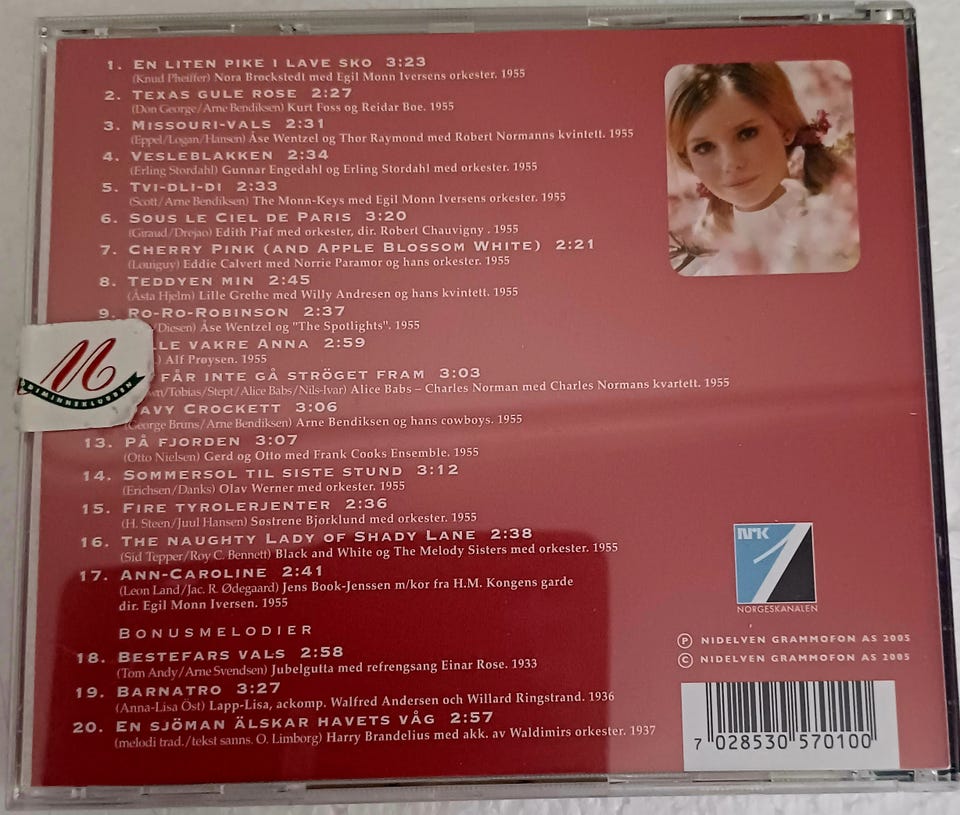 1. EN LITEN PIKE I LAVE SKO 3:23
(Knud Pheiffer) Nora Brockstedt med Egil Monn Iversens orkester. 1955
2. TEXAS GULE ROSE 2:27
(Don George/Arne Bendiksen) Kurt Foss og Reidar Bøe. 1955
3. MISSOURI-VALS 2:31
(Eppel/Logan/Hansen) Åse Wentzel og Thor Raymond med Robert Normanns kvintett. 1955
4. VESLEBLAKKEN 2:34
(Erling Stordahl) Gunnar Engedahl og Erling Stordahl med orkester. 1955
5. TVI-DLI-DI 2:33
(Scott/Arne Bendiksen) The Monn-Keys med Egil Monn Iversens orkester. 1955
6. SOUS LE CIEL DE PARIS 3:20
(Giraud/Drejao) Edith Piaf med orkester, dir. Robert Chauvigny . 1955
7. CHERRY PINK (AND APPLE BLOSSOM WHITE) 2:21
(Louiguy) Eddie Calvert med Norrie Paramor og hans orkester. 1955
8. TEDDYEN MIN 2:45
(Åsta Hjelm) Lille Grethe med Willy Andresen og hans kvintett. 1955
9. RO-RO-ROBINSON 2:37
/Diesen) Åse Wentzel og "The Spotlights". 1955
LLE VAKRE ANNA 2:59
) Alf Prøysen. 1955
FÅR INTE GÅ STRÖGET FRAM 3:03
wn/Tobias/Stept/Alice Babs/Nils-Ivar) Alice Babs – Charles Norman med Charles Normans kvartett. 1955
AVY CROCKETT 3:06
(George Bruns/Arne Bendiksen) Arne Bendiksen og hans cowboys. 1955
13. PÅ FJORDEN 3:07
(Otto Nielsen) Gerd og Otto med Frank Cooks Ensemble. 1955
14. SOMMERSOL TIL SISTE STUND 3:12
(Erichsen/Danks) Olav Werner med orkester. 1955
15. FIRE TYROLERJENTER 2:36
(H. Steen/Juul Hansen) Søstrene Bjørklund med orkester. 1955
16. THE NAUGHTY LADY OF SHADY LANE 2:38
(Sid Tepper/Roy C. Bennett) Black and White og The Melody Sisters med orkester. 1955
17. ANN-CAROLINE 2:41
(Leon Land/Jac. R. Ødegaard) Jens Book-Jenssen m/kor fra H.M. Kongens garde
dir. Egil Monn Iversen. 1955
BONUSMELODIER
18. BESTEFARS VALS 2:58
(Tom Andy/Arne Svendsen) Jubelgutta med refrengsang Einar Rose. 1933
19. BARNATRO 3:27
(Anna-Lisa Öst) Lapp-Lisa, ackomp. Walfred Andersen och Willard Ringstrand. 1936
20. EN SJÖMAN ÄLSKAR HAVETS VÅG 2:57
(melodi trad./tekst sanns. O. Limborg) Harry Brandelius med akk. av Waldimirs orkester. 1937
M
BIMINNEKLUBBEN
NRK
1
NORGESKANALEN
Ⓟ NIDELVEN GRAMMOFON AS 2005
© NIDELVEN GRAMMOFON AS 2005
7 028530 570100